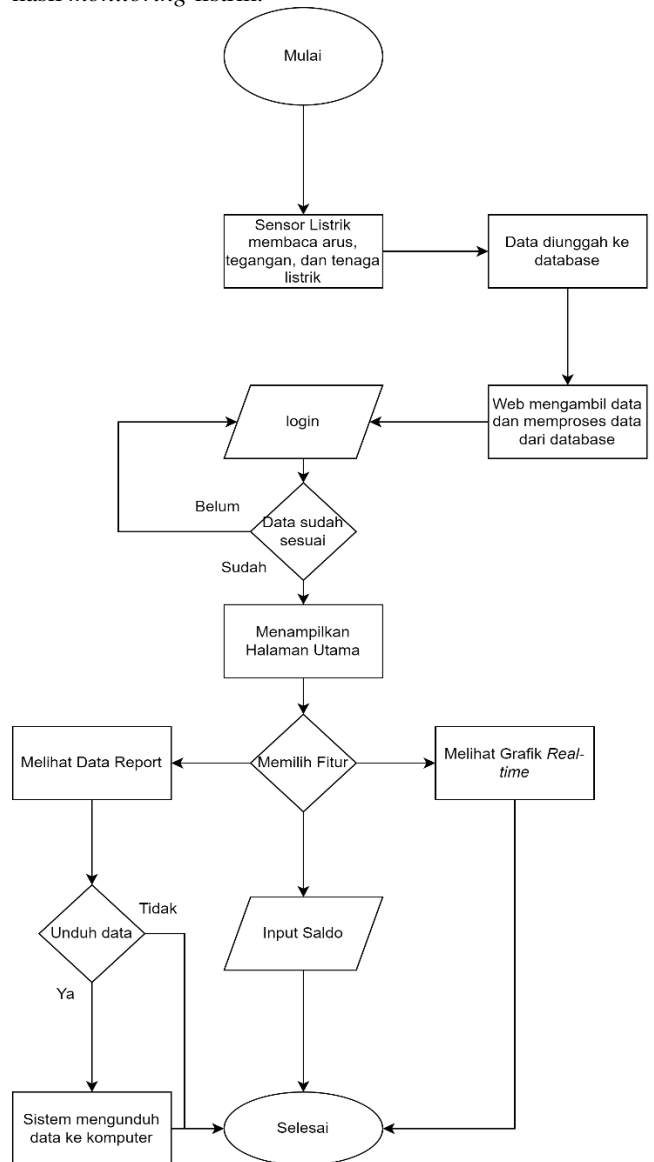 hasil monitoring listrik.
Mulai
Sensor Listrik
membaca arus,
tegangan, dan tenaga
listrik
Data diunggah ke
database
Web mengambil data
dan memproses data
dari database
login
Belum
Data sudah
sesuai
Sudah
Menampilkan
Halaman Utama
Melihat Data Report
Memilih Fitur
Melihat Grafik Real-
time
Tidak
Unduh data
Input Saldo
Ya
Sistem mengunduh
data ke komputer
Selesai